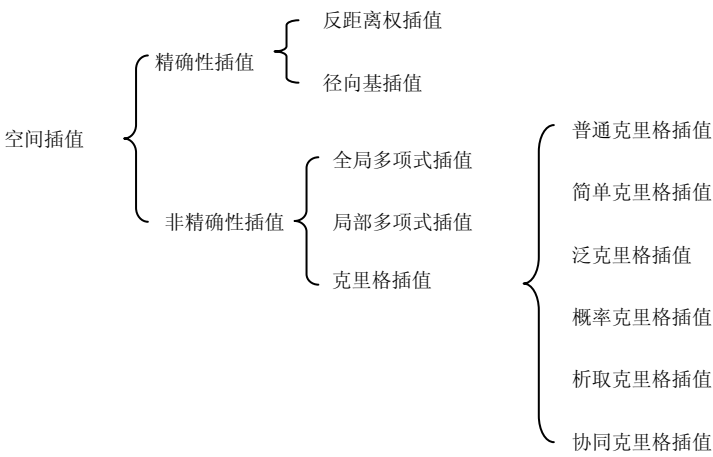 空间插值
精确性插值
反距离权插值
径向基插值
非精确性插值
全局多项式插值
局部多项式插值
克里格插值
普通克里格插值
简单克里格插值
泛克里格插值
概率克里格插值
析取克里格插值
协同克里格插值